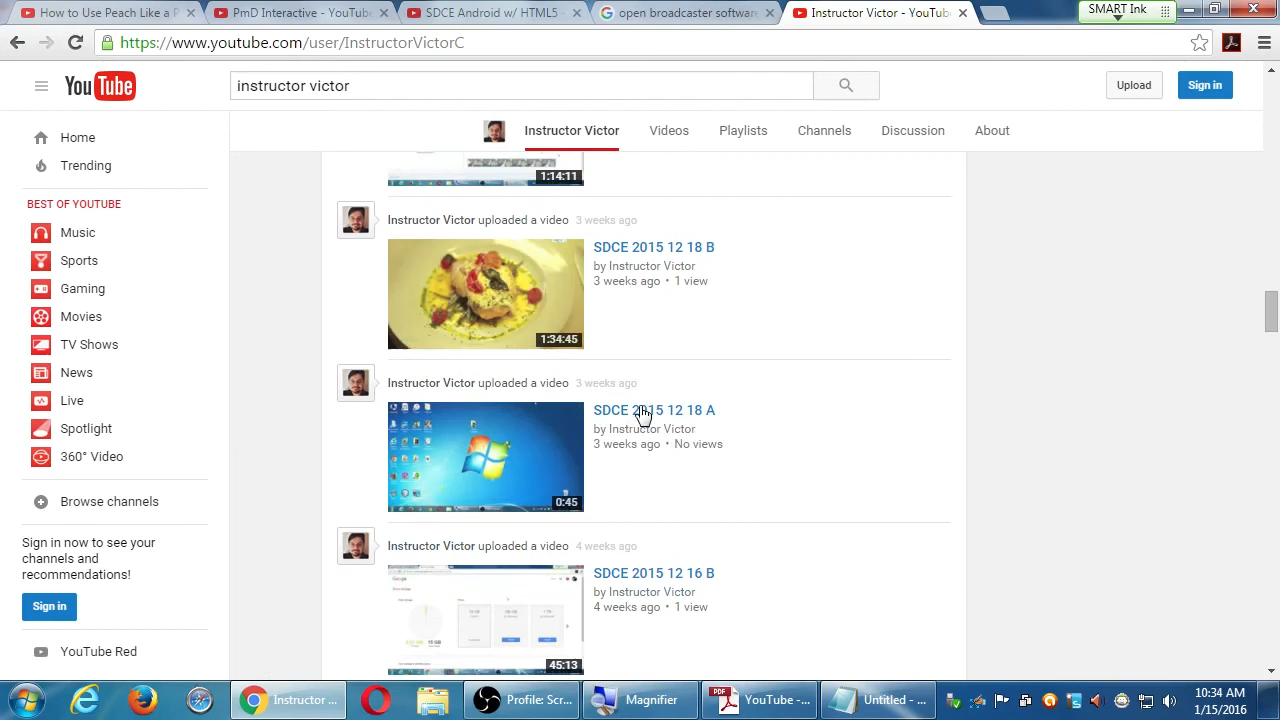 How to Use Peach Like a P
PmD Interactive - YouTube
SDCE Android w/ HTML5
open broadcaster software
Instructor Victor - YouTub
SMART Ink
https://www.youtube.com/user/InstructorVictorC
YouTube
instructor victor
Upload
Sign in
Home
Trending
BEST OF YOUTUBE
Music
Sports
Gaming
Movies
TV Shows
News
Live
Spotlight
360° Video
Browse channels
Sign in now to see your
channels and
recommendations!
Sign in
YouTube Red
Instructor Victor
Videos
Playlists
Channels
Discussion
About
1:14:11
Instructor Victor uploaded a video 3 weeks ago
SDCE 2015 12 18 B
by Instructor Victor
3 weeks ago • 1 view
1:34:45
Instructor Victor uploaded a video 3 weeks ago
SDCE 2015 12 18 A
by Instructor Victor
3 weeks ago • No views
0:45
Instructor Victor uploaded a video 4 weeks ago
SDCE 2015 12 16 B
by Instructor Victor
4 weeks ago • 1 view
Google
45:13
Instructor ...
Profile: Scr...
Magnifier
PDF
YouTube -...
Untitled - ...
10:34 AM
1/15/2016